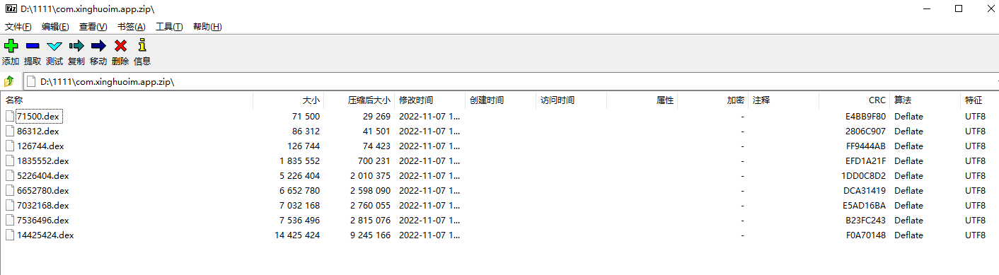 D:\1111\com.xinghuoim.app.zip\
文件(F) 编辑(E) 查看(V) 书签(A) 工具(T) 帮助(H)
添加 提取 测试 复制 移动 删除 信息
D:\1111\com.xinghuoim.app.zip\
名称 大小 压缩后大小 修改时间 创建时间 访问时间 属性 加密 注释 CRC 算法 特征
71500.dex 71 500 29 269 2022-11-07 1... - E4BB9F80 Deflate UTF8
86312.dex 86 312 41 501 2022-11-07 1... - 2806C907 Deflate UTF8
126744.dex 126 744 74 423 2022-11-07 1... - FF9444AB Deflate UTF8
1835552.dex 1 835 552 700 231 2022-11-07 1... - EFD1A21F Deflate UTF8
5226404.dex 5 226 404 2 010 375 2022-11-07 1... - 1DD0C8D2 Deflate UTF8
6652780.dex 6 652 780 2 598 090 2022-11-07 1... - DCA31419 Deflate UTF8
7032168.dex 7 032 168 2 760 055 2022-11-07 1... - E5AD16BA Deflate UTF8
7536496.dex 7 536 496 2 815 076 2022-11-07 1... - B23FC243 Deflate UTF8
14425424.dex 14 425 424 9 245 166 2022-11-07 1... - F0A70148 Deflate UTF8